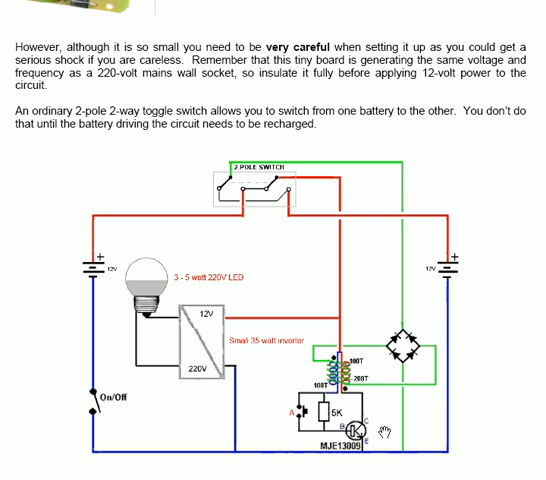 However, although it is so small you need to be very careful when setting it up as you could get a
serious shock if you are careless. Remember that this tiny board is generating the same voltage and
frequency as a 220-volt mains wall socket, so insulate it fully before applying 12-volt power to the
circuit.
An ordinary 2-pole 2-way toggle switch allows you to switch from one battery to the other. You don't do
that until the battery driving the circuit needs to be recharged.
2 POLE SWITCH
+
12V
3 - 5 watt 220V LED
12V
+
12V
Small 35 watt inverter
220V
100T
200T
100T
On/Off
A
5K
B
C
E
MJE13009